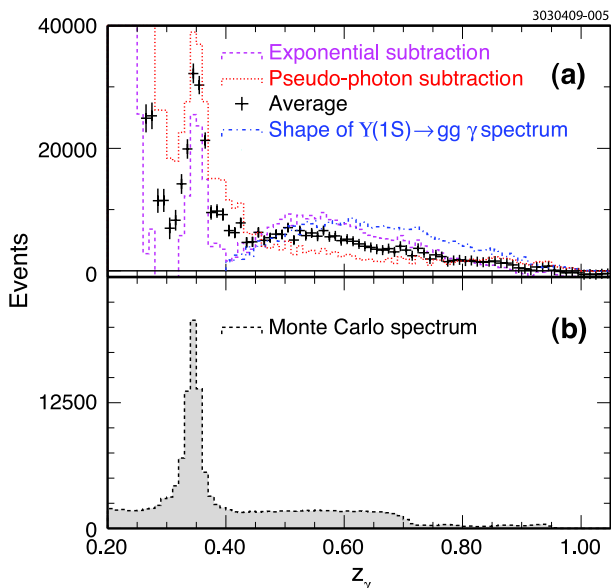 3030409-005
40000
Exponential subtraction
(a)
Pseudo-photon subtraction
Average
Shape of ϒ(1S)→gg γ spectrum
20000
0
Events
Monte Carlo spectrum
(b)
12500
0
0.20
0.40
0.60
0.80
1.00
zγ